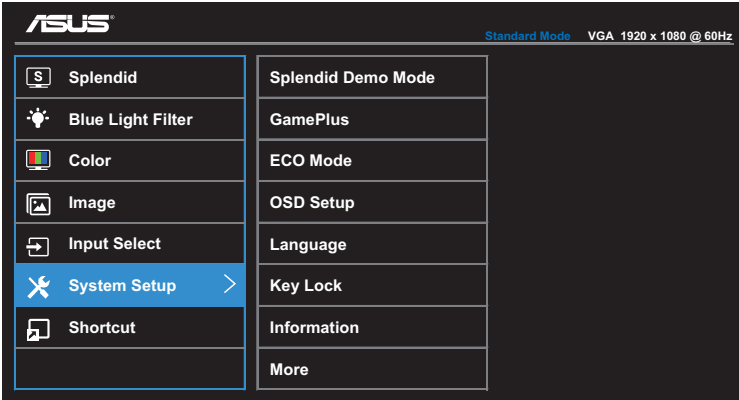 ASUS
Standard Mode VGA 1920 x 1080 @ 60Hz
S Splendid
Blue Light Filter
Color
Image
Input Select
System Setup >
Shortcut
Splendid Demo Mode
GamePlus
ECO Mode
OSD Setup
Language
Key Lock
Information
More